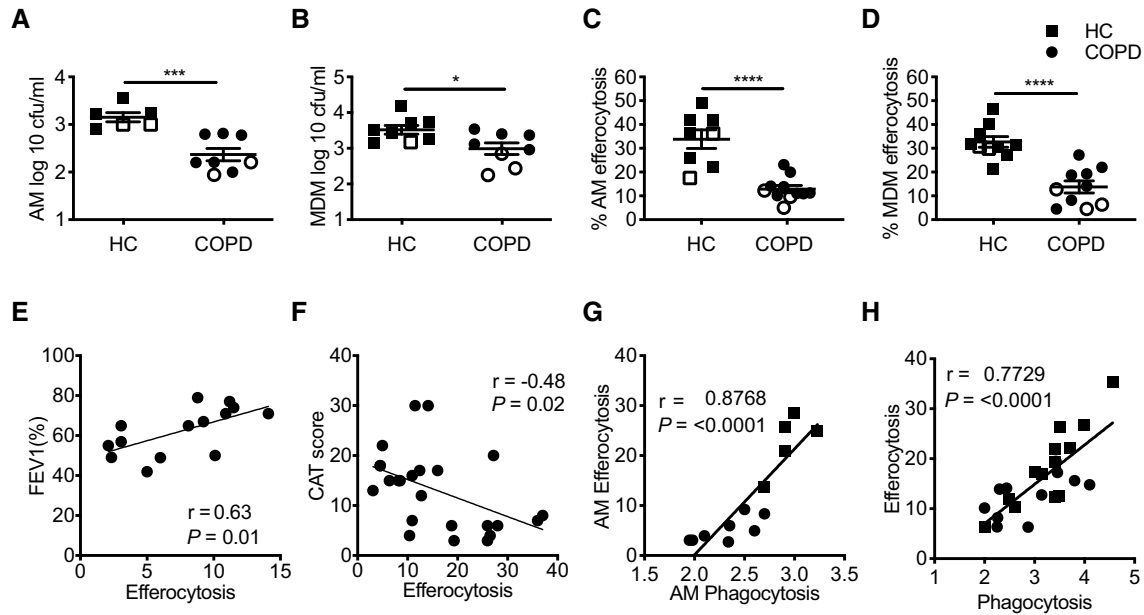 A
AM log 10 cfu/ml
4
3
2
1
***
HC
COPD
B
MDM log 10 cfu/ml
5
4
3
2
1
*
HC
COPD
C
% AM efferocytosis
60
50
40
30
20
10
0
****
HC
COPD
D
% MDM efferocytosis
60
50
40
30
20
10
0
****
HC
COPD
HC
COPD
E
FEV1(%)
100
80
60
40
20
0
r = 0.63
P = 0.01
0 5 10 15
Efferocytosis
F
CAT score
40
30
20
10
0
r = -0.48
P = 0.02
0 10 20 30 40
Efferocytosis
G
AM Efferocytosis
40
30
20
10
0
r = 0.8768
P = <0.0001
1.5 2.0 2.5 3.0 3.5
AM Phagocytosis
H
Efferocytosis
40
30
20
10
0
r = 0.7729
P = <0.0001
1 2 3 4 5
Phagocytosis